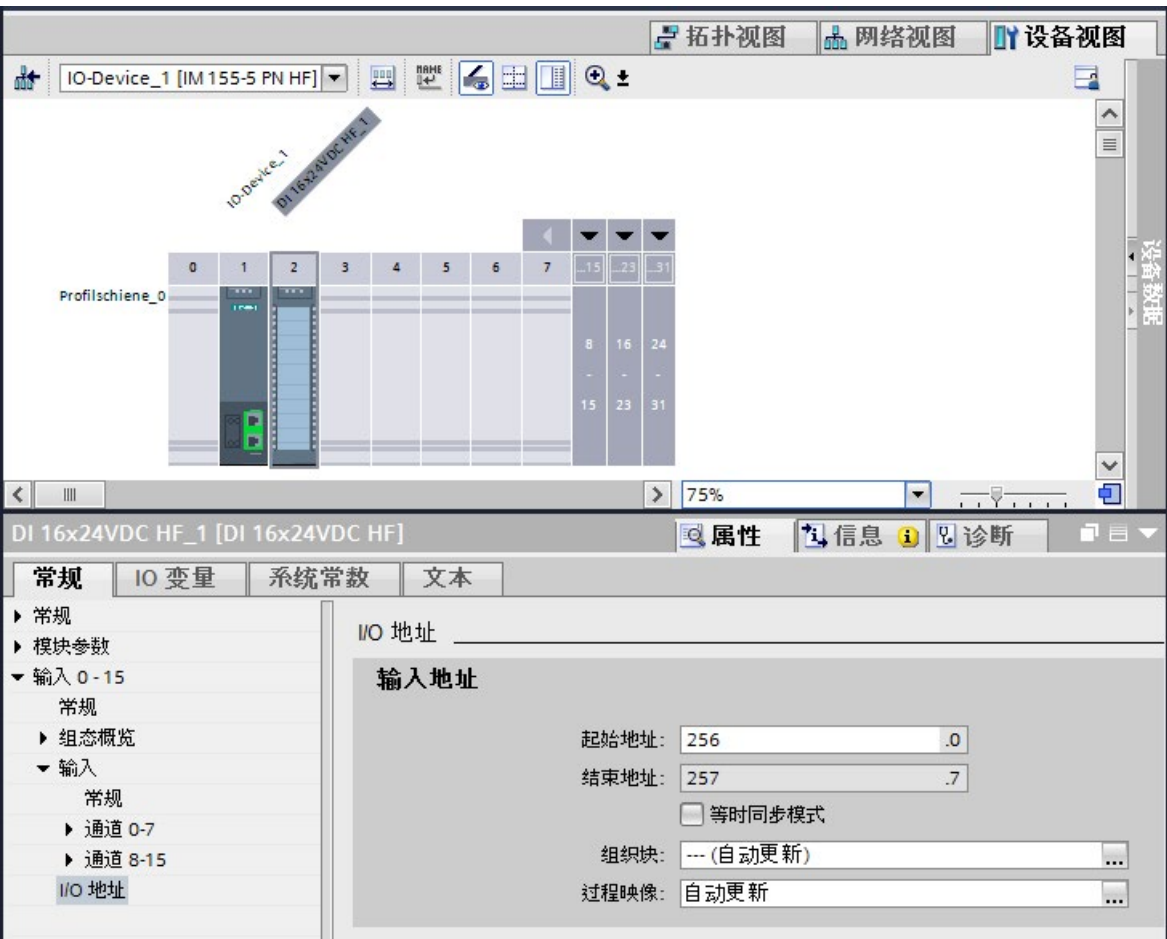 拓扑视图 网络视图 设备视图
IO-Device_1 [IM 155-5 PN HF] NAME
IO-Device_1
DI 16x24VDC HF_1
0 1 2 3 4 5 6 7 ...15 ...23 ...31
Profilschiene_0
8 16 24
- - -
15 23 31
设备数据
75%
DI 16x24VDC HF_1 [DI 16x24VDC HF] 属性 信息 诊断
常规 IO 变量 系统常数 文本
常规
模块参数
输入 0 - 15
常规
组态概览
输入
常规
通道 0-7
通道 8-15
I/O 地址
I/O 地址
输入地址
起始地址: 256 .0
结束地址: 257 .7
等时同步模式
组织块: --- (自动更新) ...
过程映像: 自动更新 ...